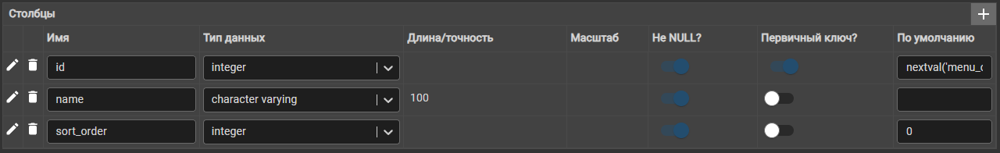 Столбцы
Имя Тип данных Длина/точность Масштаб Не NULL? Первичный ключ? По умолчанию
id integer nextval('menu_
name character varying 100
sort_order integer 0